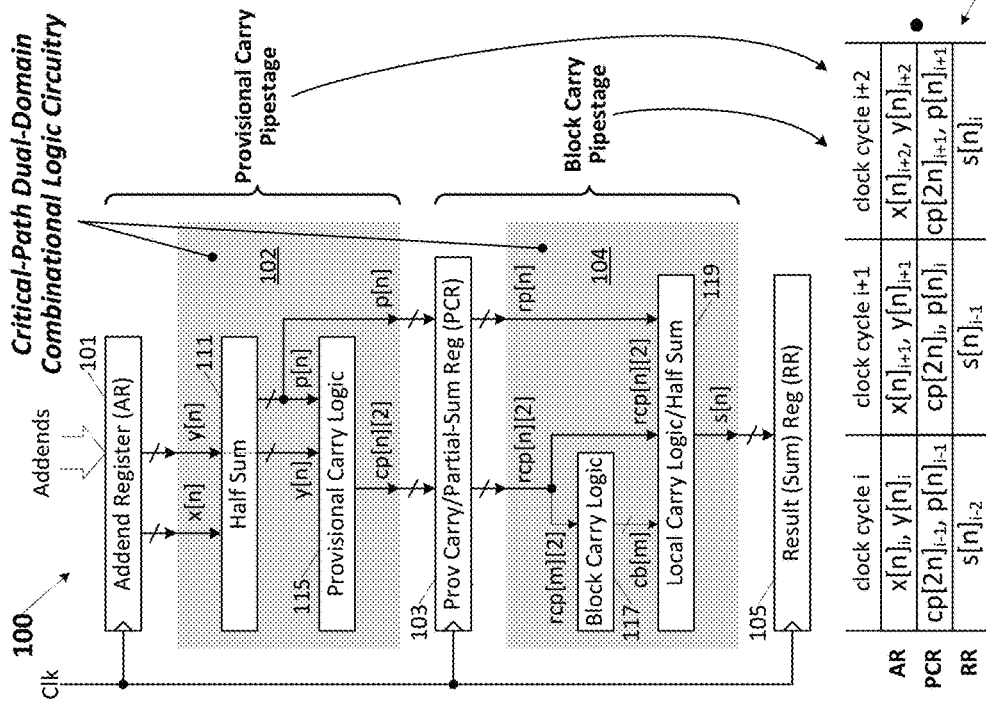 100
Critical-Path Dual-Domain
Combinational Logic Circuitry
Addends
Clk
101
Addend Register (AR)
x[n]
y[n]
111
Half Sum
102
y[n]
p[n]
p[n]
115
Provisional Carry Logic
cp[n][2]
Provisional Carry
Pipestage
103
Prov Carry/Partial-Sum Reg (PCR)
rcp[n][2]
rp[n]
rcp[m][2]
Block Carry Logic
104
117
cb[m]
rcp[n][2]
119
Local Carry Logic/Half Sum
s[n]
Block Carry
Pipestage
105
Result (Sum) Reg (RR)
clock cycle i
clock cycle i+1
clock cycle i+2
AR
x[n]i, y[n]i
x[n]i+1, y[n]i+1
x[n]i+2, y[n]i+2
PCR
cp[2n]i-1, p[n]i-1
cp[2n]i, p[n]i
cp[2n]i+1, p[n]i+1
RR
s[n]i-2
s[n]i-1
s[n]i